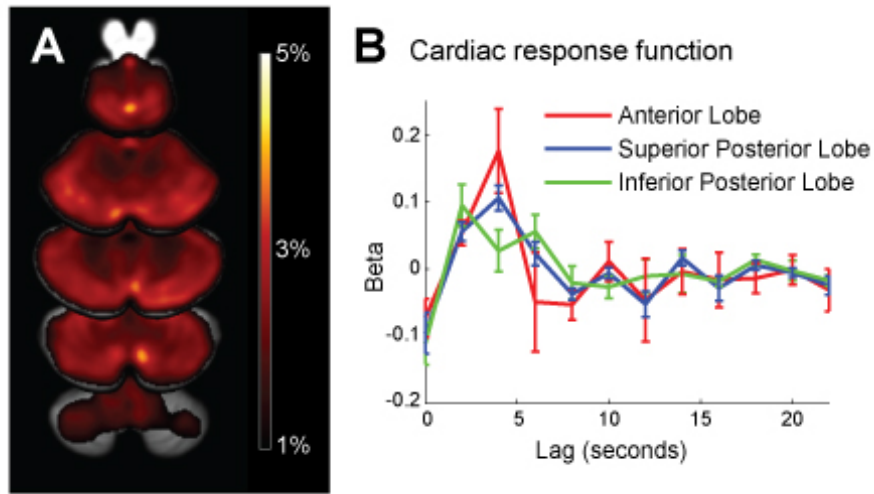 A
5%
3%
1%
B Cardiac response function
Anterior Lobe
Superior Posterior Lobe
Inferior Posterior Lobe
Beta
0.2
0.1
0
-0.1
-0.2
0 5 10 15 20
Lag (seconds)